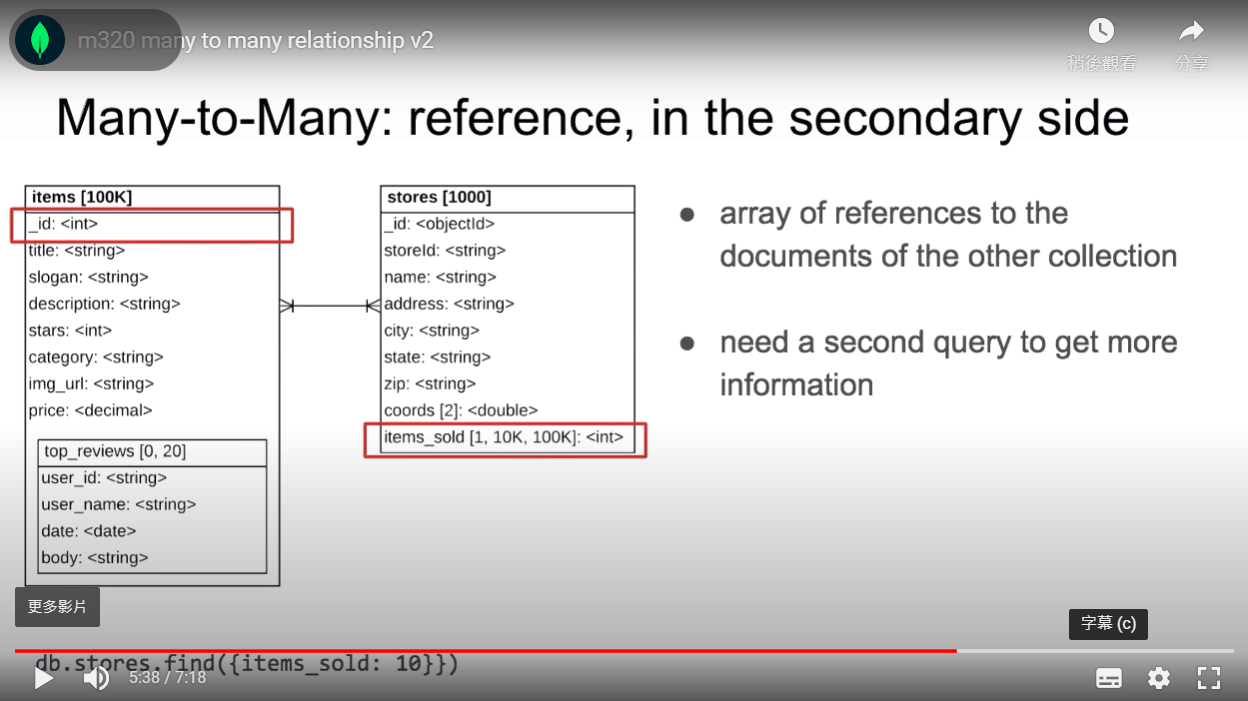 m320 many to many relationship v2
稍後觀看
分享
Many-to-Many: reference, in the secondary side
items [100K]
_id: <int>
title: <string>
slogan: <string>
description: <string>
stars: <int>
category: <string>
img_url: <string>
price: <decimal>
top_reviews [0, 20]
user_id: <string>
user_name: <string>
date: <date>
body: <string>
stores [1000]
_id: <objectId>
storeId: <string>
name: <string>
address: <string>
city: <string>
state: <string>
zip: <string>
coords [2]: <double>
items_sold [1, 10K, 100K]: <int>
● array of references to the
documents of the other collection
● need a second query to get more
information
更多影片
字幕 (c)
db.stores.find({items_sold: 10}})
5:38 / 7:18